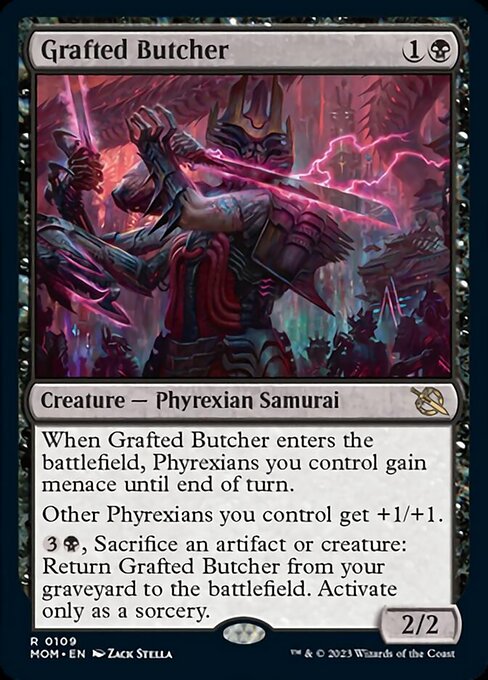 Grafted Butcher 1
Creature — Phyrexian Samurai
When Grafted Butcher enters the
battlefield, Phyrexians you control gain
menace until end of turn.
Other Phyrexians you control get +1/+1.
3, Sacrifice an artifact or creature:
Return Grafted Butcher from your
graveyard to the battlefield. Activate
only as a sorcery.
2/2
R 0109
MOM • EN Zack Stella
™ & © 2023 Wizards of the Coast